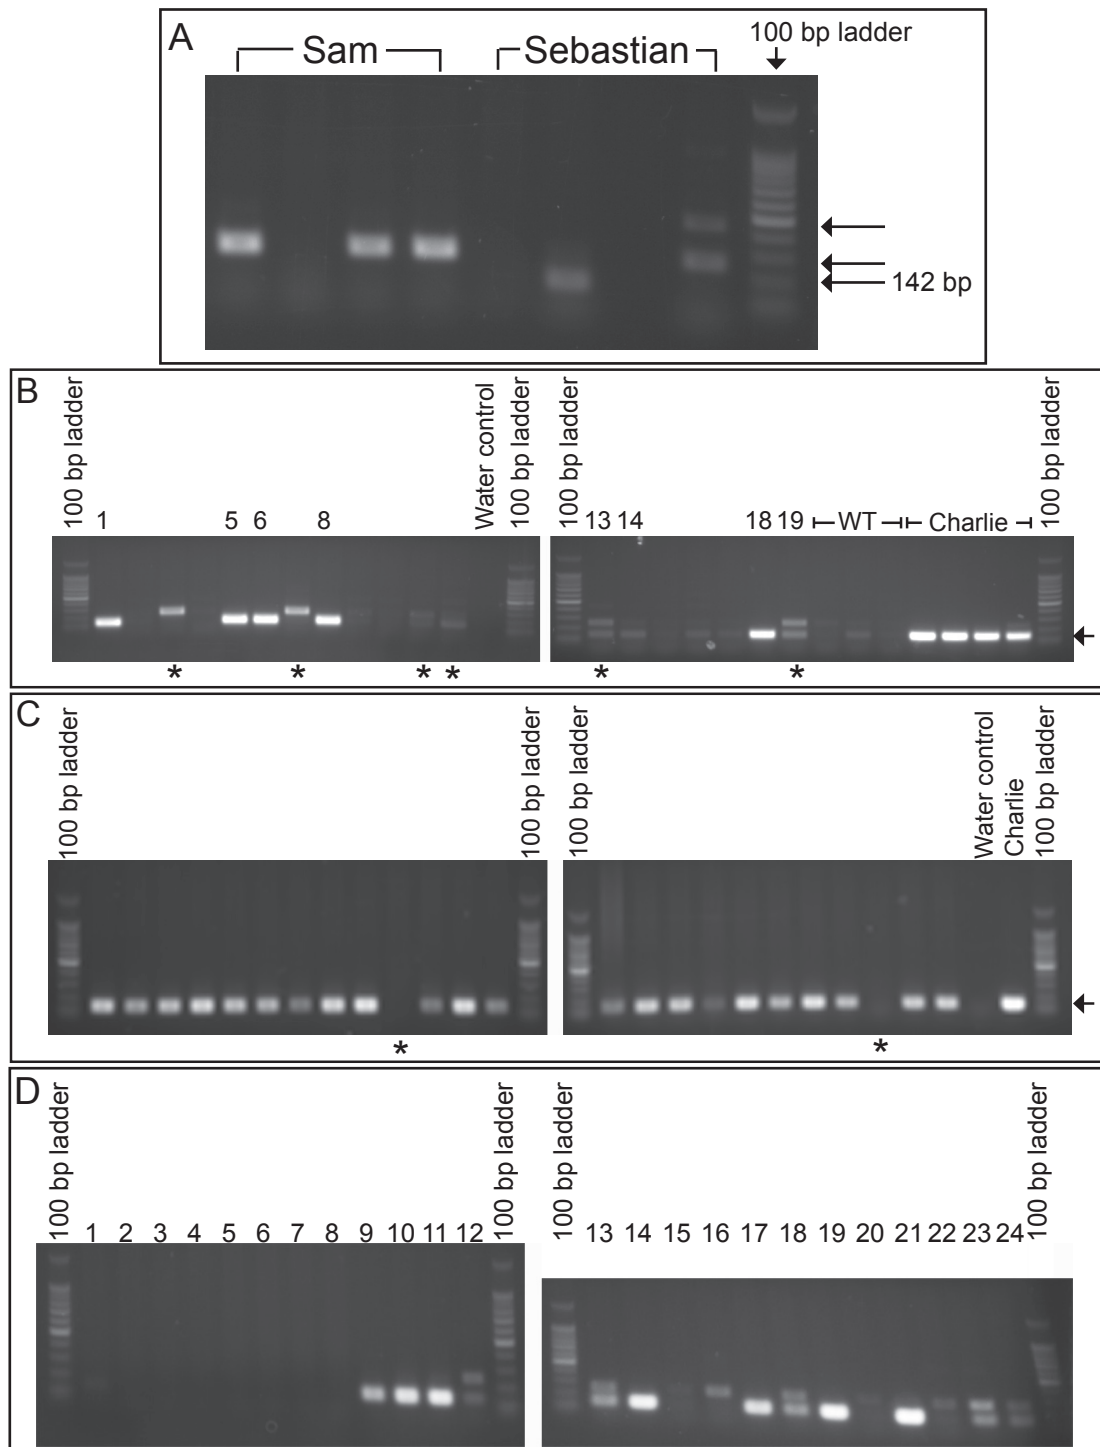 A
Sam
Sebastian
100 bp ladder
142 bp
B
100 bp ladder
1
5 6 8
Water control
100 bp ladder
100 bp ladder
13 14
18 19
WT
Charlie
100 bp ladder
* * * *
* *
C
100 bp ladder
100 bp ladder
100 bp ladder
Water control
Charlie
100 bp ladder
*
*
D
100 bp ladder
1 2 3 4 5 6 7 8 9 10 11 12
100 bp ladder
100 bp ladder
13 14 15 16 17 18 19 20 21 22 23 24
100 bp ladder